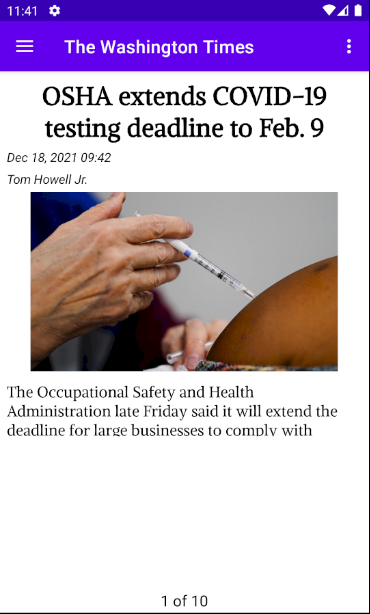 11:41
The Washington Times
OSHA extends COVID-19
testing deadline to Feb. 9
Dec 18, 2021 09:42
Tom Howell Jr.
The Occupational Safety and Health
Administration late Friday said it will extend the
deadline for large businesses to comply with
1 of 10